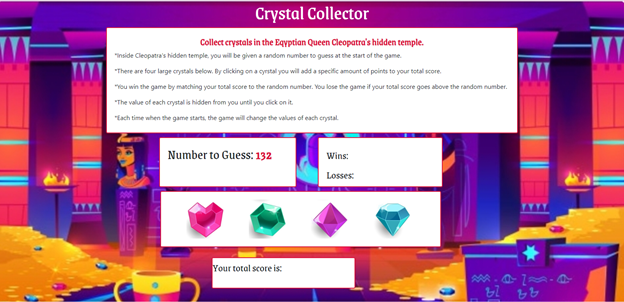 Crystal Collector
Collect crystals in the Eqyptian Queen Cleopatra's hidden temple.
*Inside Cleopatra's hidden temple, you will be given a random number to guess at the start of the game.
*There are four large crystals below. By clicking on a cyrstal you will add a specific amount of points to your total score.
*You win the game by matching your total score to the random number. You lose the game if your total score goes above the random number.
*The value of each crystal is hidden from you until you click on it.
*Each time when the game starts, the game will change the values of each crystal.
Number to Guess: 132
Wins:
Losses:
Your total score is: